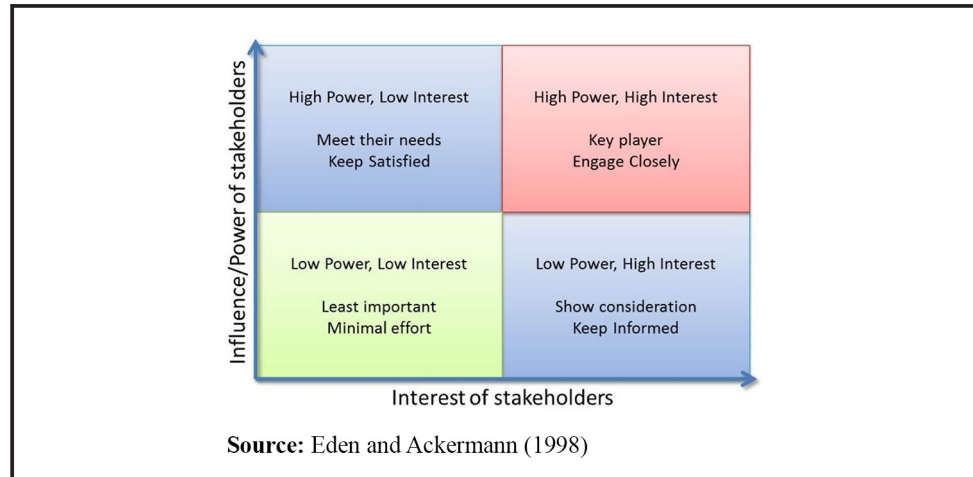 Influence/Power of stakeholders
High Power, Low Interest
Meet their needs
Keep Satisfied
High Power, High Interest
Key player
Engage Closely
Low Power, Low Interest
Least important
Minimal effort
Low Power, High Interest
Show consideration
Keep Informed
Interest of stakeholders
Source: Eden and Ackermann (1998)